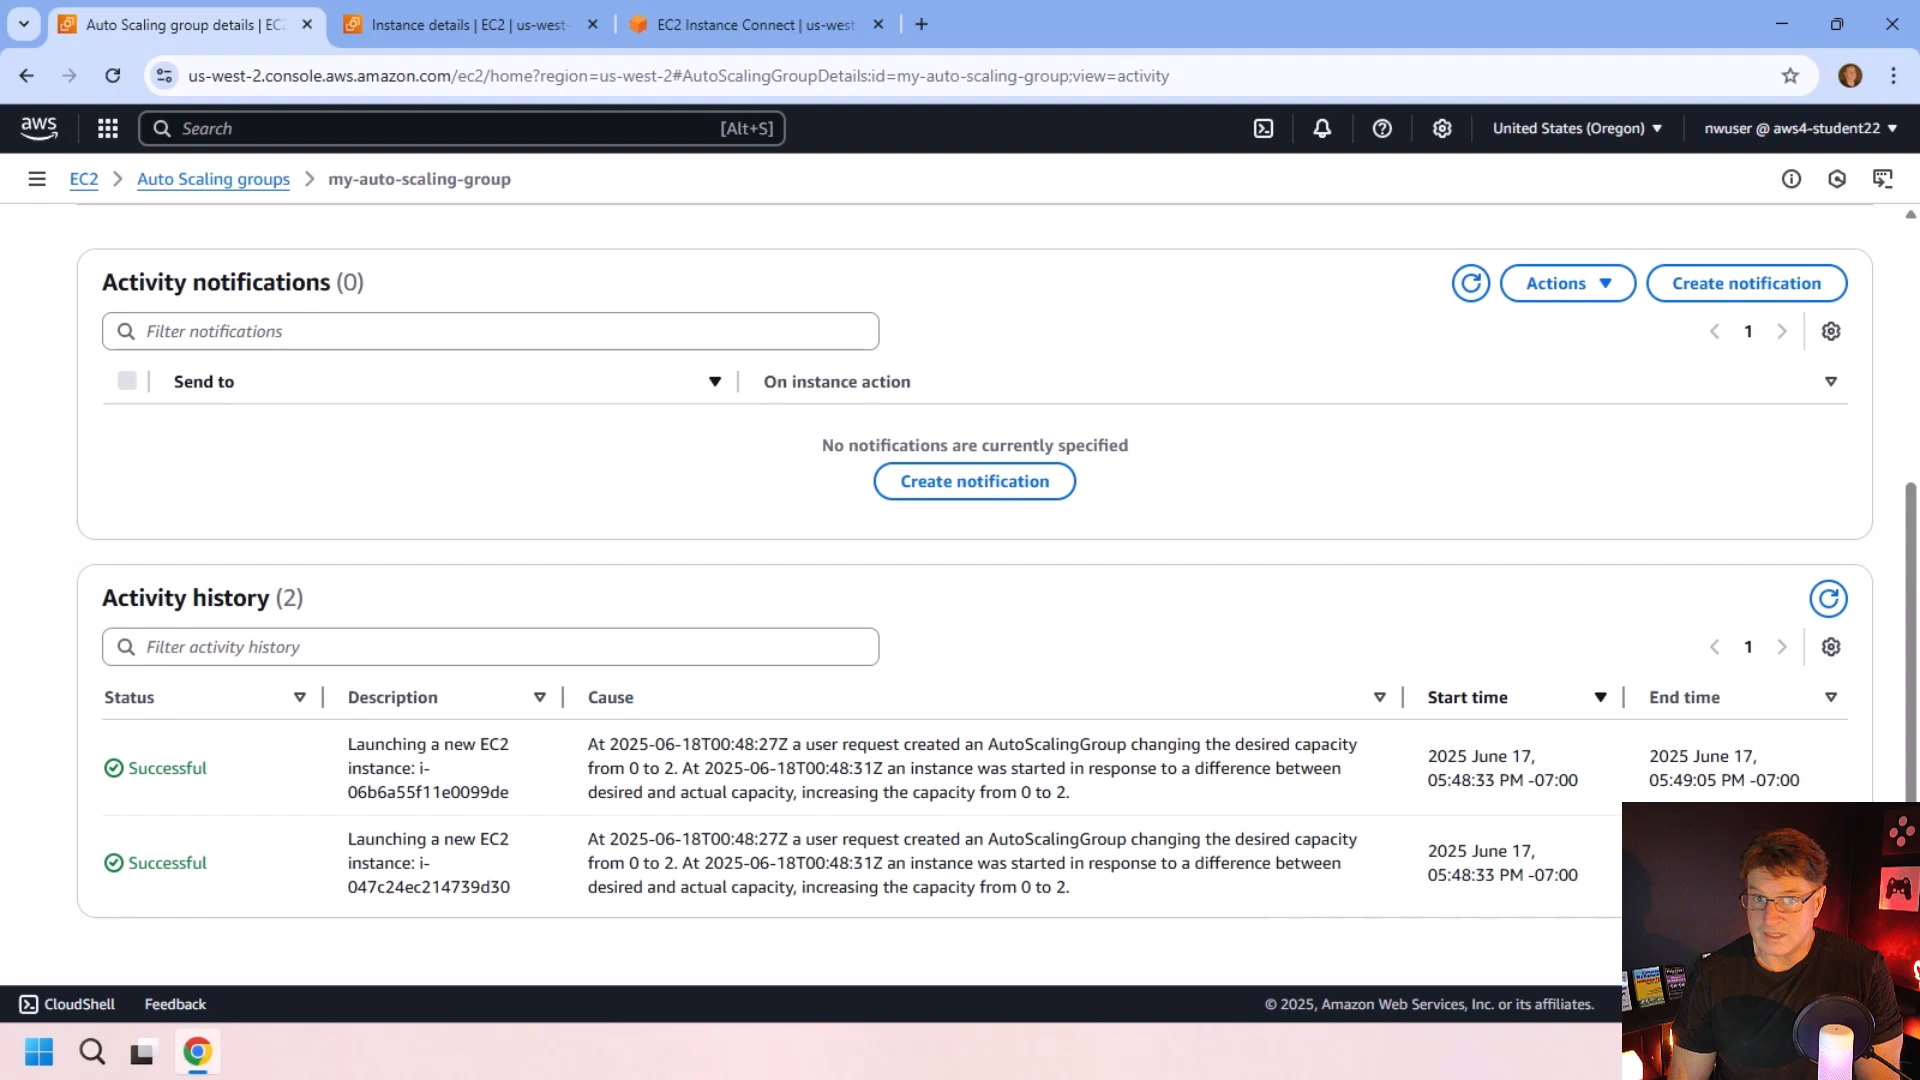 Auto Scaling group details | EC2
Instance details | EC2 | us-west-
EC2 Instance Connect | us-west
us-west-2.console.aws.amazon.com/ec2/home?region=us-west-2#AutoScalingGroupDetails:id=my-auto-scaling-group;view=activity
aws
Search
[Alt+S]
United States (Oregon)
nwuser @ aws4-student22
EC2
Auto Scaling groups
my-auto-scaling-group
Activity notifications (0)
Actions
Create notification
Filter notifications
1
Send to
On instance action
No notifications are currently specified
Create notification
Activity history (2)
Filter activity history
1
Status
Description
Cause
Start time
End time
Successful
Launching a new EC2
instance: i-
06b6a55f11e0099de
At 2025-06-18T00:48:27Z a user request created an AutoScalingGroup changing the desired capacity
from 0 to 2. At 2025-06-18T00:48:31Z an instance was started in response to a difference between
desired and actual capacity, increasing the capacity from 0 to 2.
2025 June 17,
05:48:33 PM -07:00
2025 June 17,
05:49:05 PM -07:00
Successful
Launching a new EC2
instance: i-
047c24ec214739d30
At 2025-06-18T00:48:27Z a user request created an AutoScalingGroup changing the desired capacity
from 0 to 2. At 2025-06-18T00:48:31Z an instance was started in response to a difference between
desired and actual capacity, increasing the capacity from 0 to 2.
2025 June 17,
05:48:33 PM -07:00
CloudShell
Feedback
© 2025, Amazon Web Services, Inc. or its affiliates.